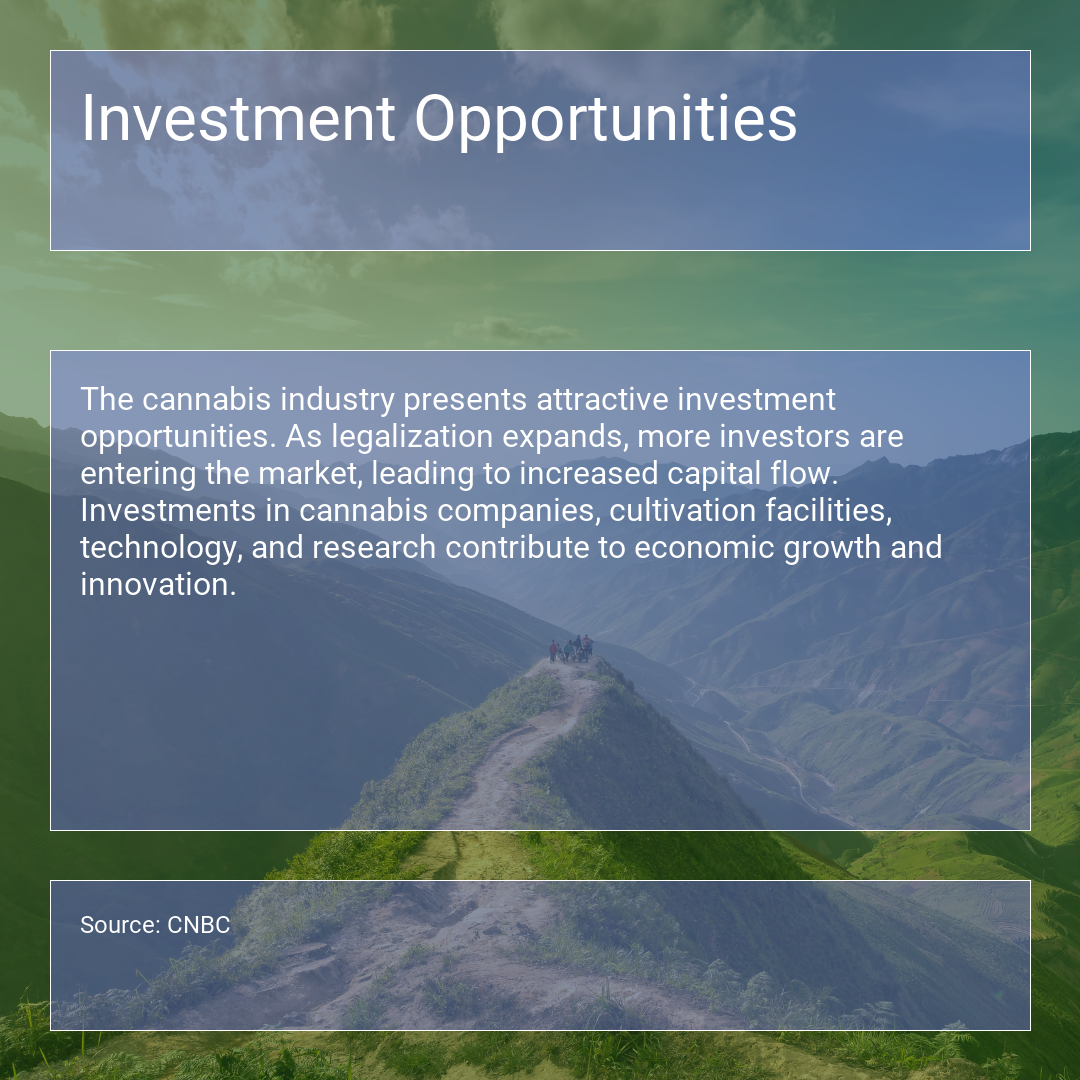 Investment Opportunities
The cannabis industry presents attractive investment
opportunities. As legalization expands, more investors are
entering the market, leading to increased capital flow.
Investments in cannabis companies, cultivation facilities,
technology, and research contribute to economic growth and
innovation.
Source: CNBC